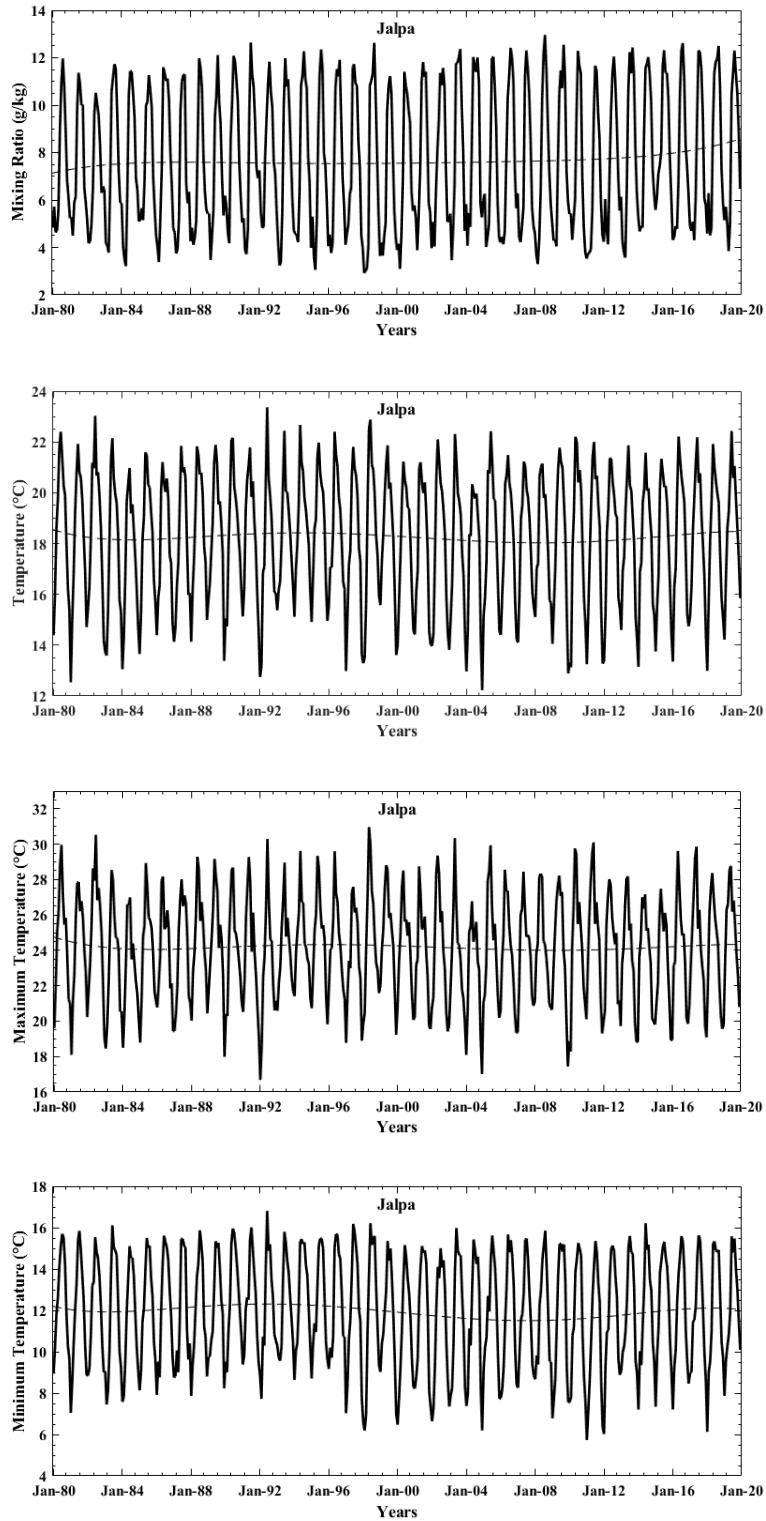 Jalpa
Mixing Ratio (g/kg)
14
12
10
8
6
4
2
Jan-80 Jan-84 Jan-88 Jan-92 Jan-96 Jan-00 Jan-04 Jan-08 Jan-12 Jan-16 Jan-20
Years
Jalpa
Temperature (°C)
24
22
20
18
16
14
12
Jan-80 Jan-84 Jan-88 Jan-92 Jan-96 Jan-00 Jan-04 Jan-08 Jan-12 Jan-16 Jan-20
Years
Jalpa
Maximum Temperature (°C)
32
30
28
26
24
22
20
18
16
Jan-80 Jan-84 Jan-88 Jan-92 Jan-96 Jan-00 Jan-04 Jan-08 Jan-12 Jan-16 Jan-20
Years
Jalpa
Minimum Temperature (°C)
18
16
14
12
10
8
6
4
Jan-80 Jan-84 Jan-88 Jan-92 Jan-96 Jan-00 Jan-04 Jan-08 Jan-12 Jan-16 Jan-20
Years